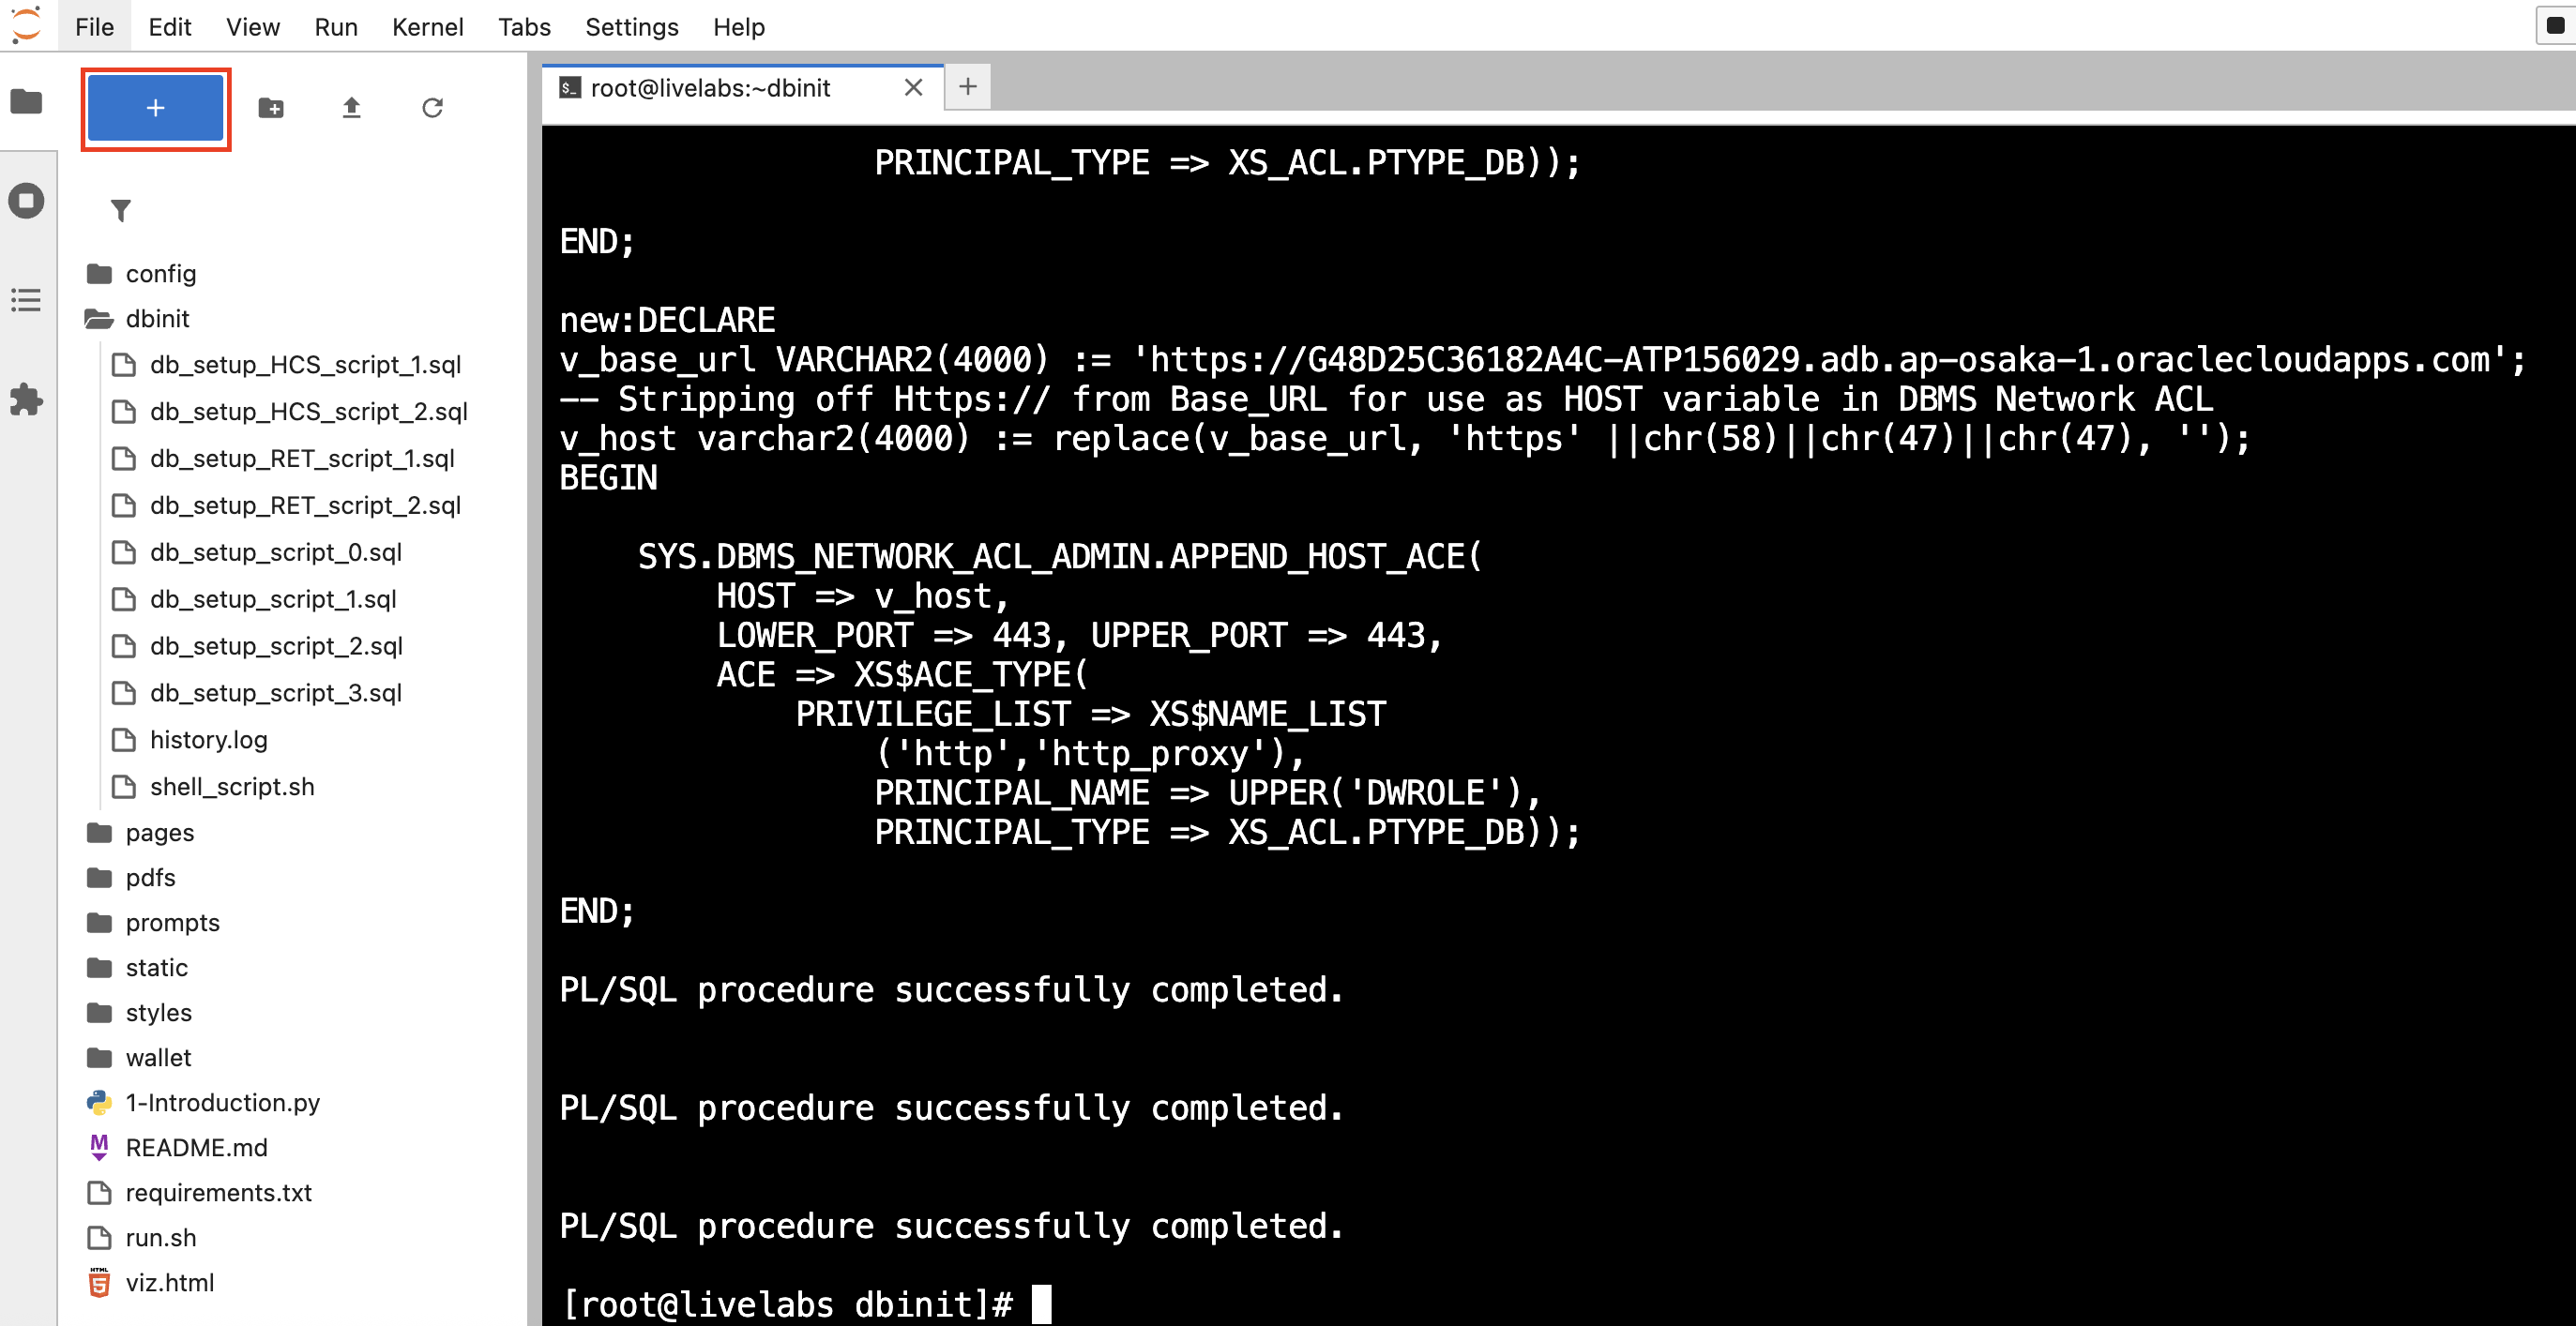 File Edit View Run Kernel Tabs Settings Help
root@livelabs:~dbinit
config
dbinit
db_setup_HCS_script_1.sql
db_setup_HCS_script_2.sql
db_setup_RET_script_1.sql
db_setup_RET_script_2.sql
db_setup_script_0.sql
db_setup_script_1.sql
db_setup_script_2.sql
db_setup_script_3.sql
history.log
shell_script.sh
pages
pdfs
prompts
static
styles
wallet
1-Introduction.py
README.md
requirements.txt
run.sh
viz.html
PRINCIPAL_TYPE => XS_ACL.PTYPE_DB));
END;
new:DECLARE
v_base_url VARCHAR2(4000) := 'https://G48D25C36182A4C-ATP156029.adb.ap-osaka-1.oraclecloudapps.com';
-- Stripping off Https:// from Base_URL for use as HOST variable in DBMS Network ACL
v_host varchar2(4000) := replace(v_base_url, 'https' ||chr(58)||chr(47)||chr(47), '');
BEGIN
SYS.DBMS_NETWORK_ACL_ADMIN.APPEND_HOST_ACE(
HOST => v_host,
LOWER_PORT => 443, UPPER_PORT => 443,
ACE => XS$ACE_TYPE(
PRIVILEGE_LIST => XS$NAME_LIST
('http','http_proxy'),
PRINCIPAL_NAME => UPPER('DWROLE'),
PRINCIPAL_TYPE => XS_ACL.PTYPE_DB));
END;
PL/SQL procedure successfully completed.
PL/SQL procedure successfully completed.
PL/SQL procedure successfully completed.
[root@livelabs dbinit]#